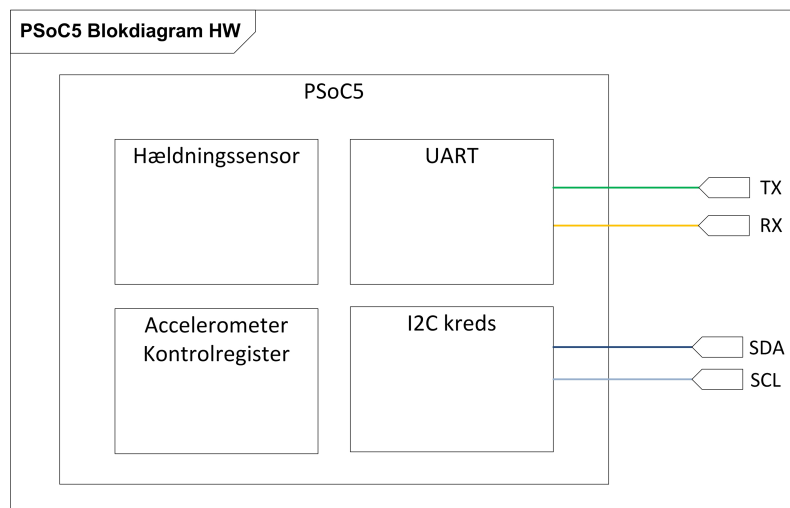 PSoC5 Blokdiagram HW
PSoC5
Hældningssensor
UART
TX
RX
Accelerometer
Kontrolregister
I2C kreds
SDA
SCL